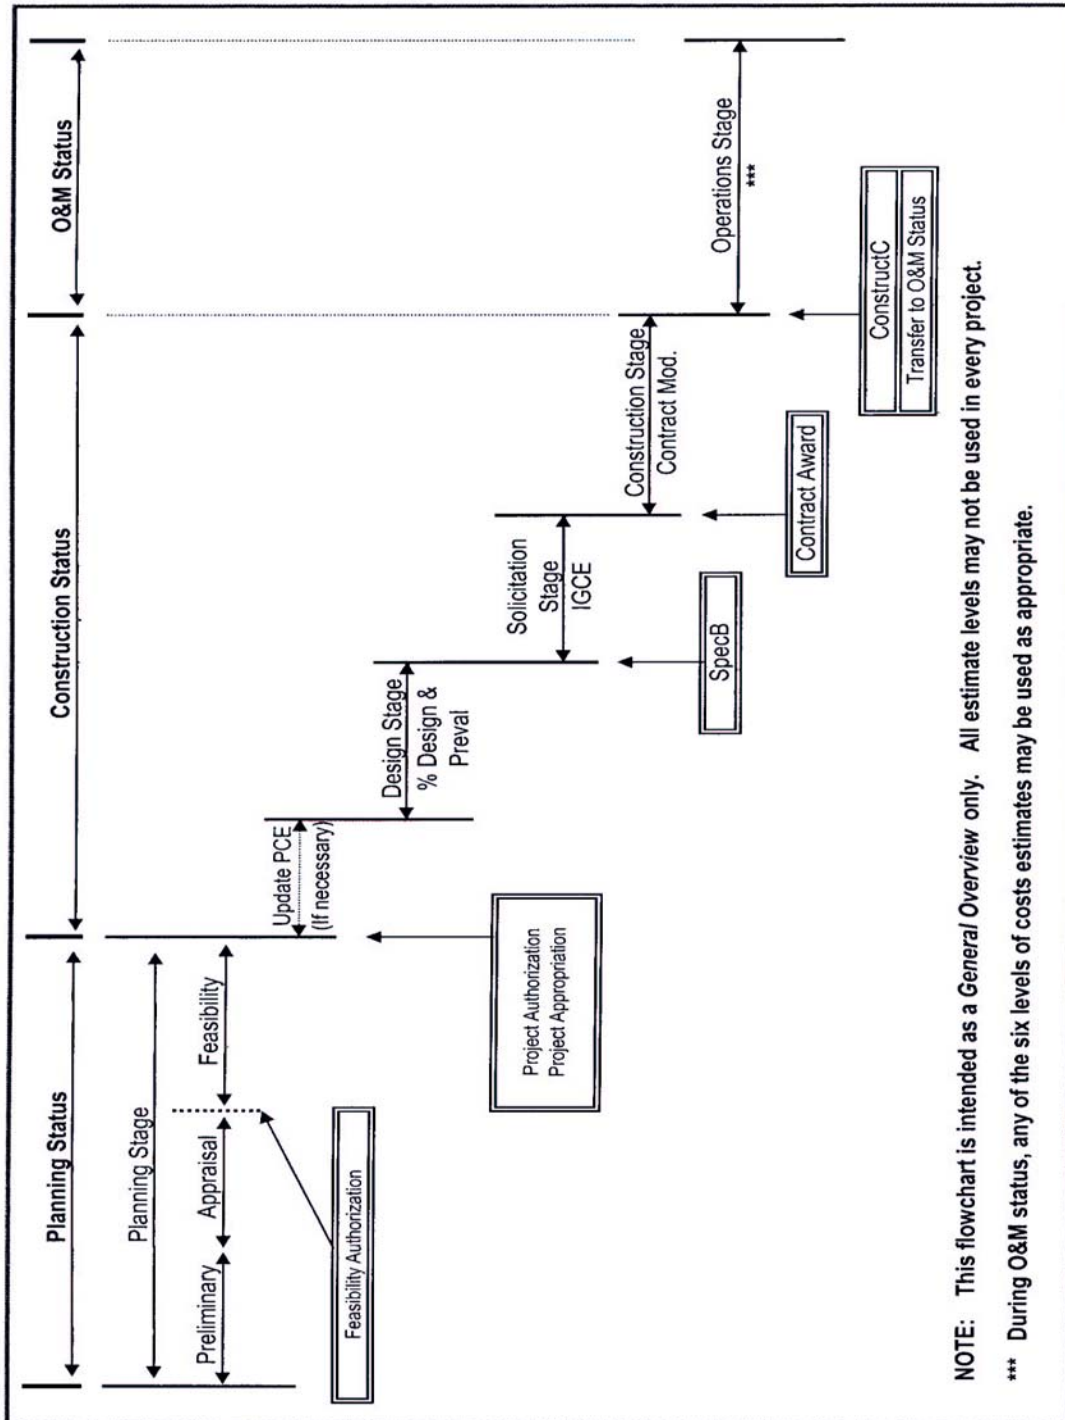 Planning Status
Construction Status
O&M Status
Planning Stage
Preliminary
Appraisal
Feasibility
Update PCE
(If necessary)
Design Stage
% Design &
Preval
Solicitation
Stage
IGCE
Construction Stage
Contract Mod.
Operations Stage
***
Feasibility Authorization
Project Authorization
Project Appropriation
SpecB
Contract Award
ConstructC
Transfer to O&M Status
NOTE: This flowchart is intended as a General Overview only. All estimate levels may not be used in every project.
*** During O&M status, any of the six levels of costs estimates may be used as appropriate.